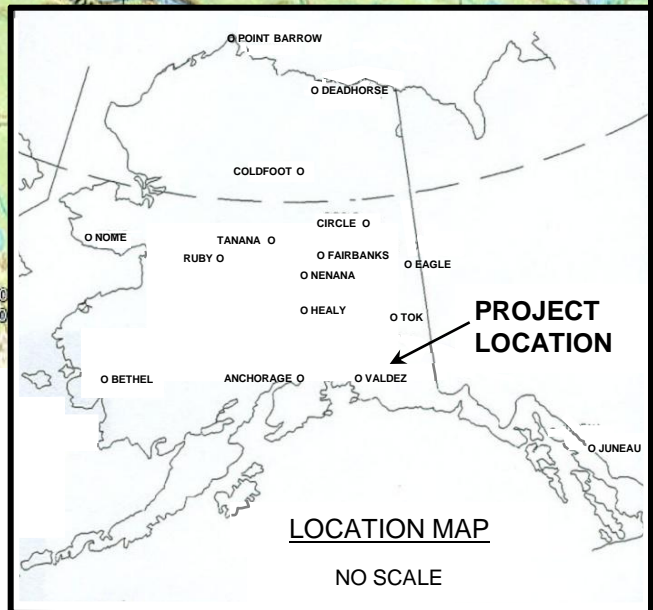 O POINT BARROW
O DEADHORSE
COLDFOOT O
CIRCLE O
O NOME
TANANA O
RUBY O
O FAIRBANKS
O EAGLE
O NENANA
O HEALY
O TOK
PROJECT
LOCATION
O BETHEL
ANCHORAGE O
O VALDEZ
O JUNEAU
LOCATION MAP
NO SCALE